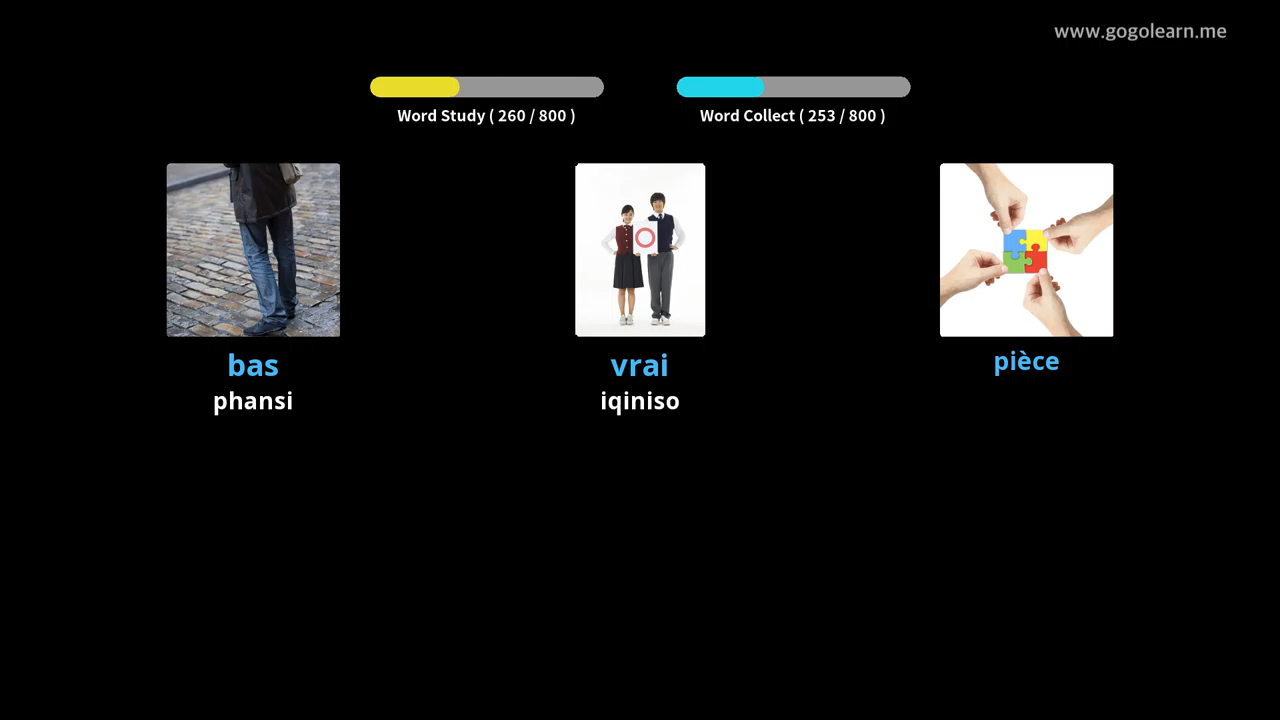 www.gogolearn.me
Word Study ( 260 / 800 )
Word Collect ( 253 / 800 )
bas
phansi
vrai
iqiniso
pièce